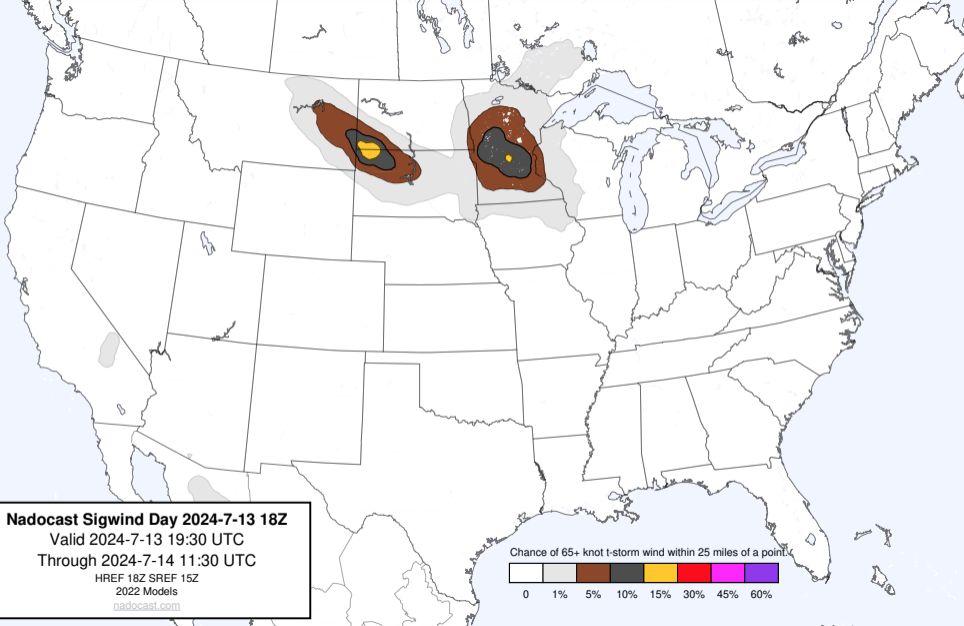 Nadocast Sigwind Day 2024-7-13 18Z
Valid 2024-7-13 19:30 UTC
Through 2024-7-14 11:30 UTC
HREF 18Z SREF 15Z
2022 Models
nadocast.com
Chance of 65+ knot t-storm wind within 25 miles of a point.
0 1% 5% 10% 15% 30% 45% 60%